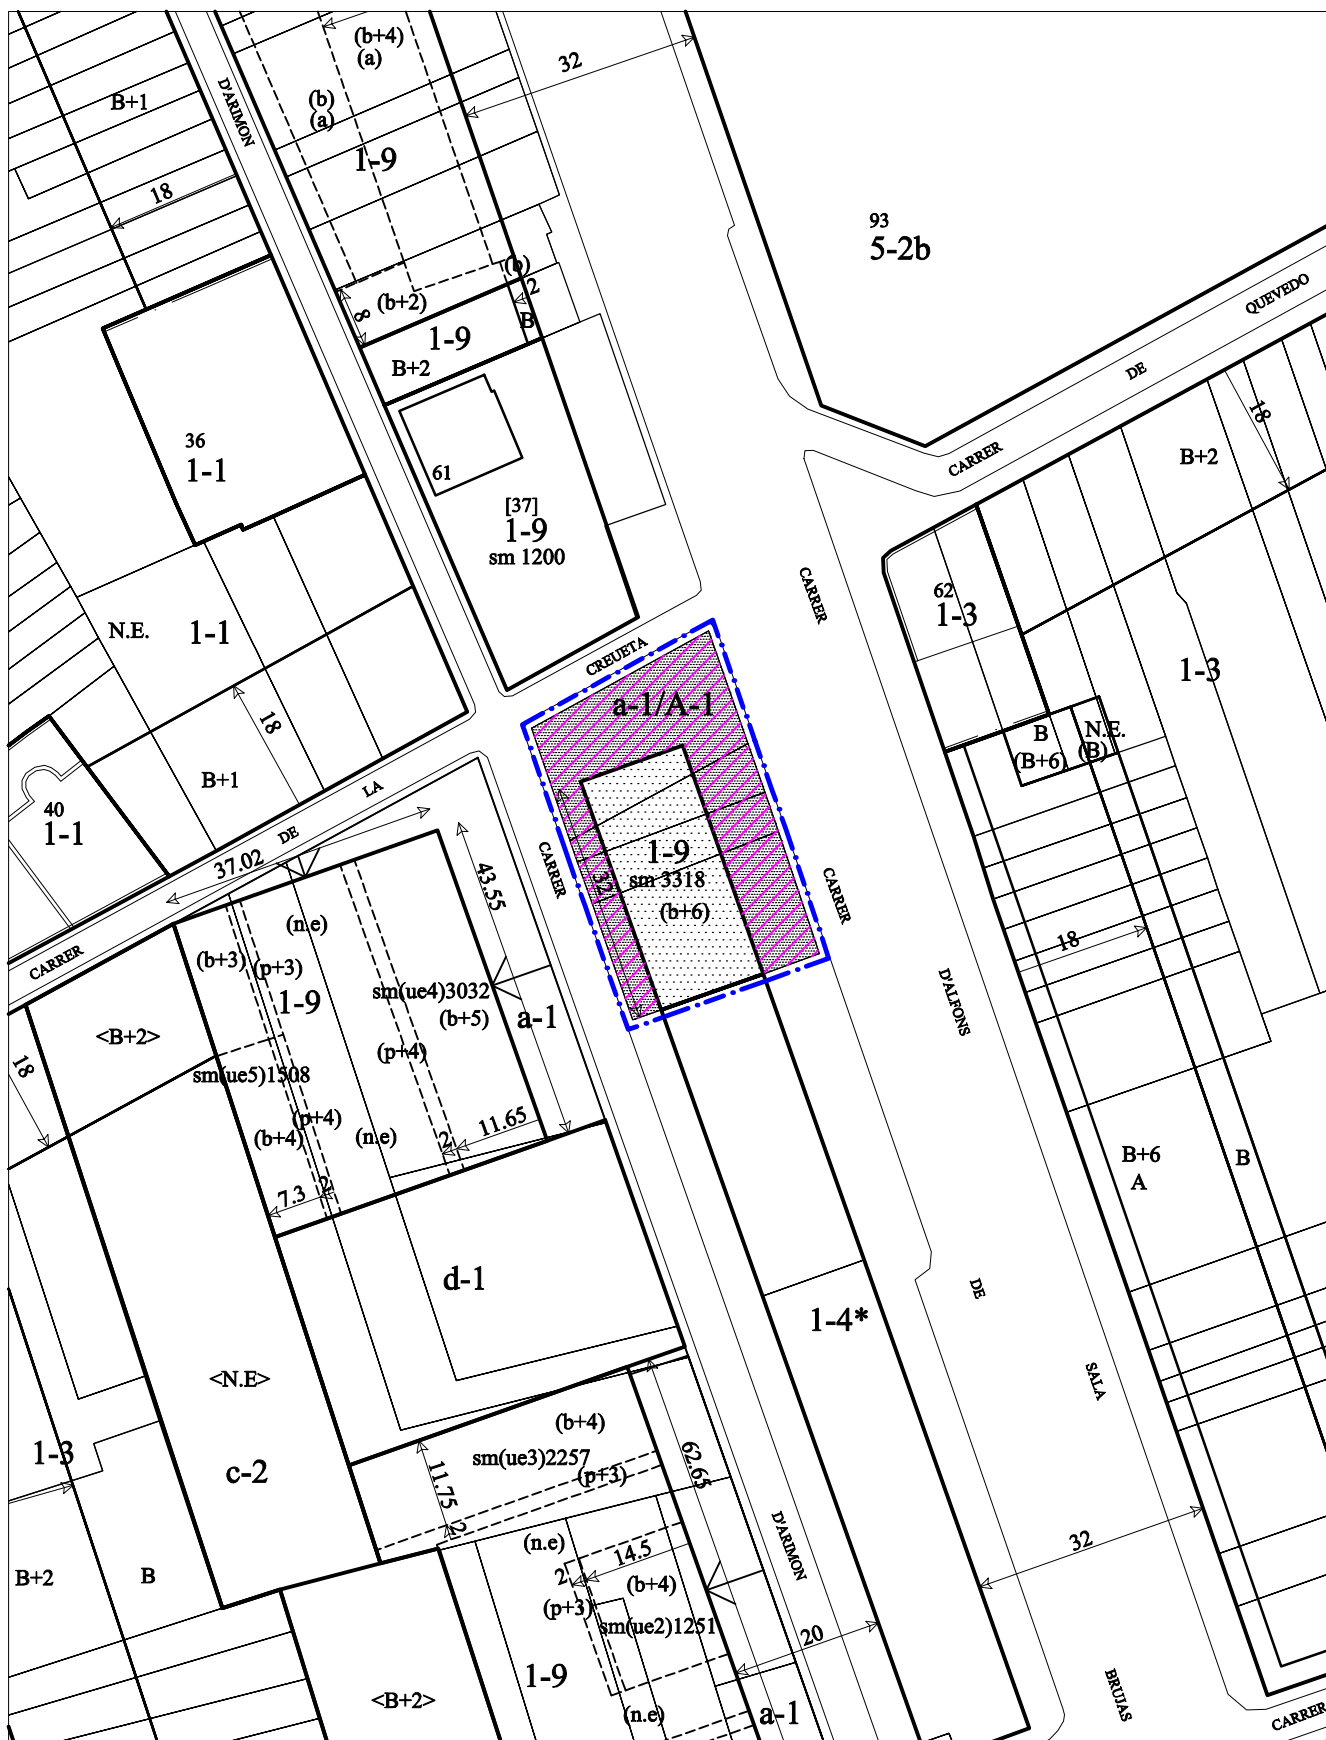 (b+4)
(a)
32
B+1
D'ARIMON
(b)
(a)
1-9
18
93
5-2b
(b)
2
QUEVEDO
(b+2)
8
1-9
B
B+2
DE
18
36
1-1
61
CARRER
B+2
[37]
1-9
sm 1200
CARRER
62
1-3
N.E.
1-1
CREUETA
1-3
18
a-1/A-1
B
N.E.
(B+6)
(B)
B+1
LA
40
1-1
DE
37.02
CARRER
43.55
1-9
sm 3318
32
CARRER
(b+6)
(n.e)
18
(b+3)
(p+3)
CARRER
1-9
sm(ue4)3032
D'ALFONS
(b+5)
a-1
<B+2>
(p+4)
18
sm(ue5)1508
(p+4)
11.65
(b+4)
(n.e)
2
B+6
A
B
7.3
2
d-1
DE
1-4*
<N.E>
SALA
(b+4)
1-3
sm(ue3)2257
62.65
c-2
11.75
(p+3)
2
D'ARIMON
32
(n.e)
14.5
B+2
B
2
(b+4)
(p+3)
sm(ue2)1251
20
1-9
BRUJAS
<B+2>
(n.e)
a-1
CARRER